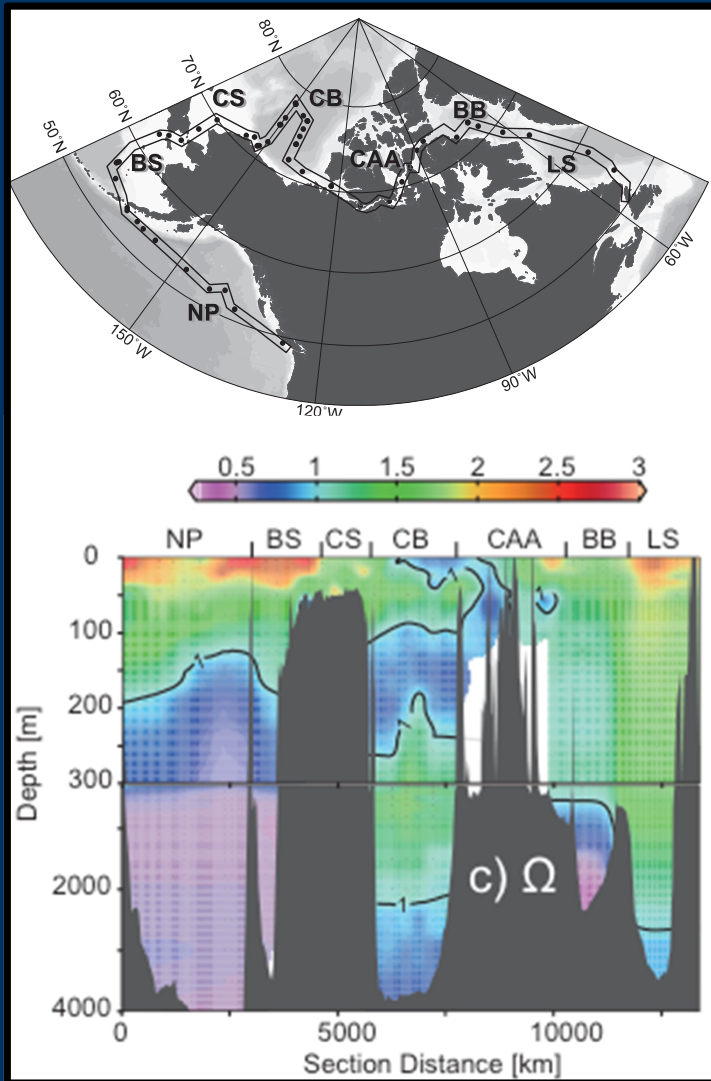 80°N
70°N
60°N
50°N
CS
CB
BB
BS
CAA
LS
NP
60°W
150°W
90°W
120°W
0.5 1 1.5 2 2.5 3
NP BS CS CB CAA BB LS
0
100
200
300
2000
4000
Depth [m]
1
1
1
1
1
1
c) Ω
0 5000 10000
Section Distance [km]